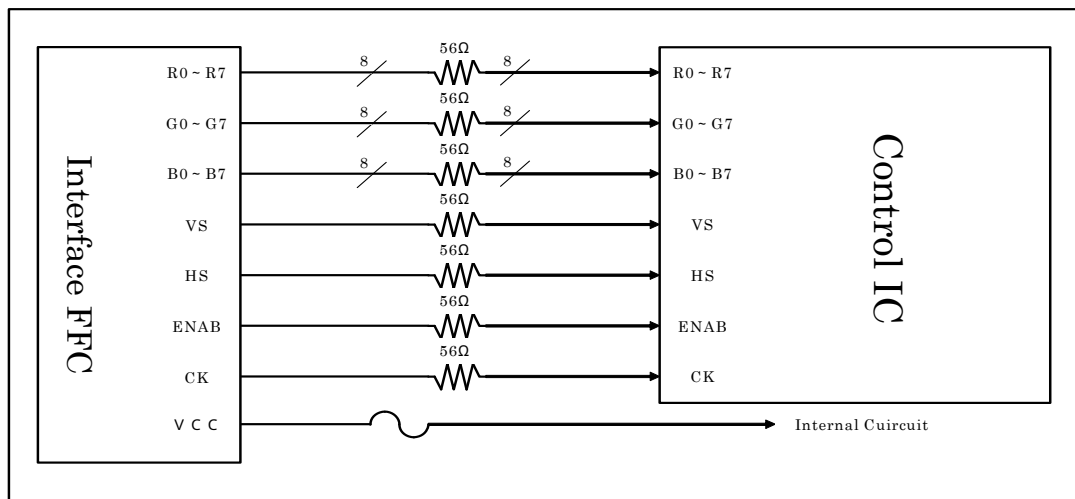 56Ω
R0~R7 8 8 R0~R7
56Ω
G0~G7 8 8 G0~G7
56Ω
B0~B7 8 8 B0~B7
56Ω
VS VS
56Ω
HS HS
56Ω
ENAB ENAB
56Ω
CK CK
VCC Internal Cuircuit
Interface FFC
Control IC